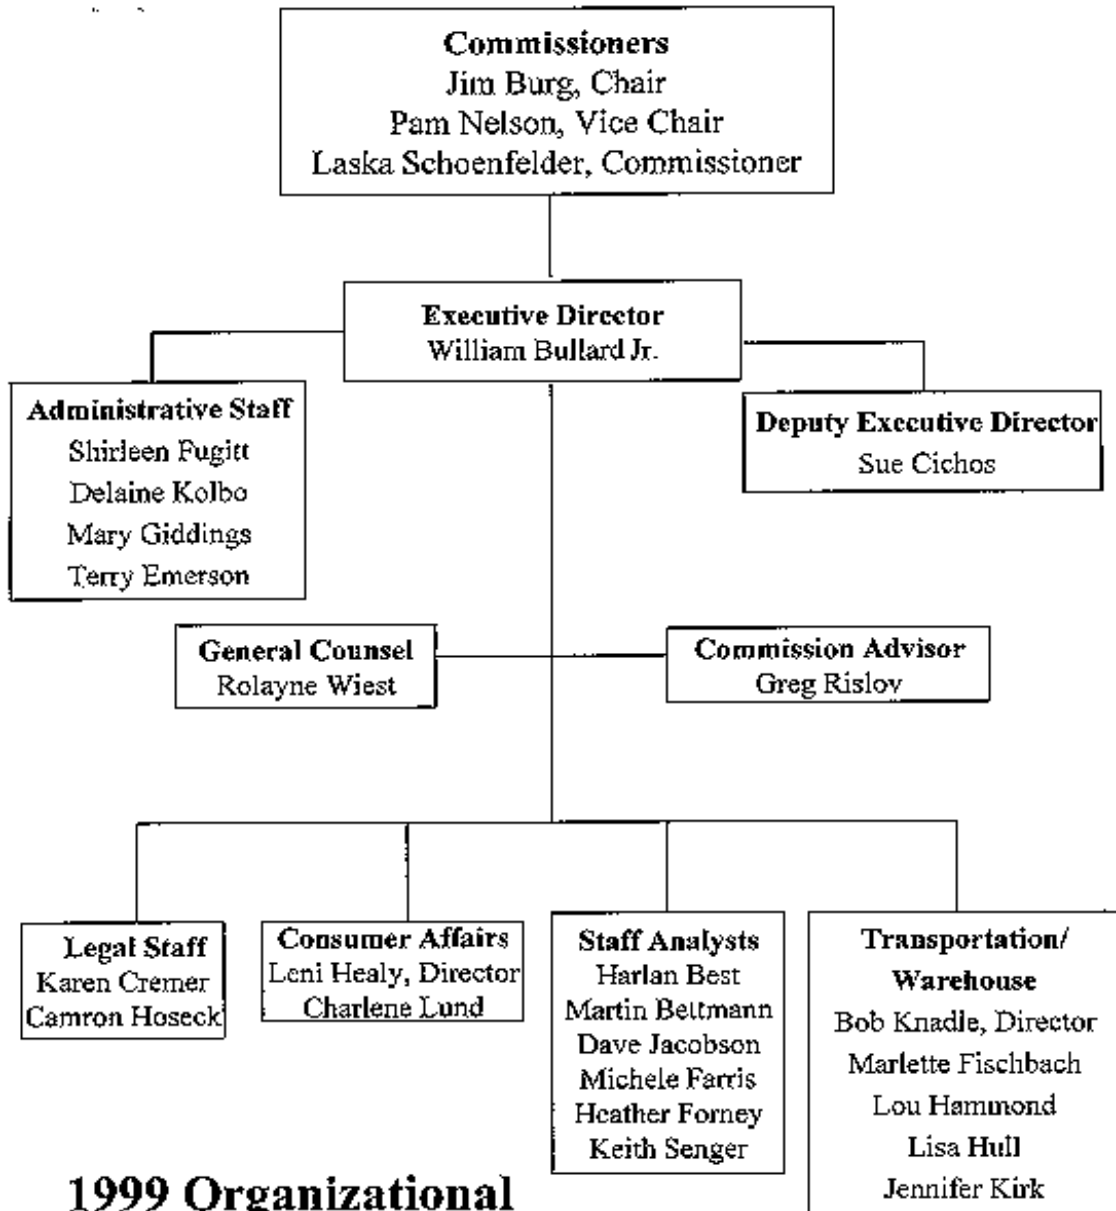 Commissioners
Jim Burg, Chair
Pam Nelson, Vice Chair
Laska Schoenfelder, Commissioner
Executive Director
William Bullard Jr.
Administrative Staff
Shirleen Fugitt
Delaine Kolbo
Mary Giddings
Terry Emerson
Deputy Executive Director
Sue Cichos
General Counsel
Rolayne Wiest
Commission Advisor
Greg Rislov
Legal Staff
Karen Cremer
Camron Hoseck
Consumer Affairs
Leni Healy, Director
Charlene Lund
Staff Analysts
Harlan Best
Martin Bettmann
Dave Jacobson
Michele Farris
Heather Forney
Keith Senger
Transportation/
Warehouse
Bob Knadle, Director
Marlette Fischbach
Lou Hammond
Lisa Hull
Jennifer Kirk
1999 Organizational